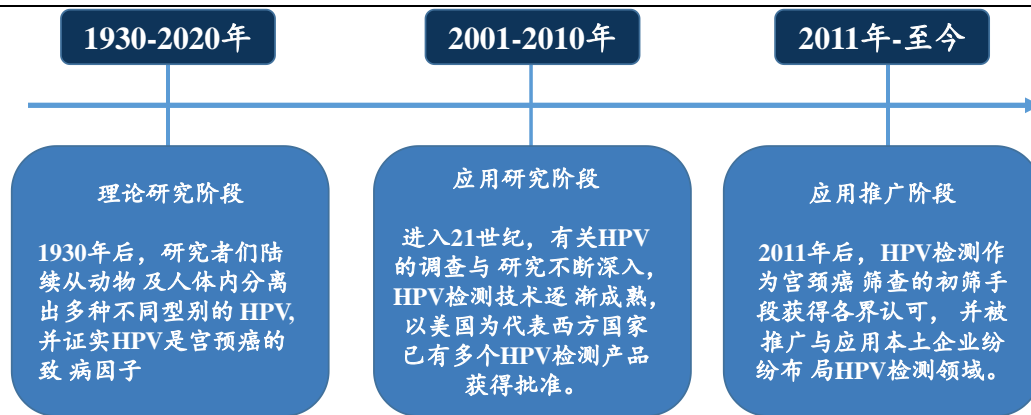 1930-2020年
2001-2010年
2011年-至今
理论研究阶段
1930年后，研究者们陆
续从动物 及人体内分离
出多种不同型别的 HPV,
并证实HPV是宫预癌的
致 病因子
应用研究阶段
进入21世纪，有关HPV
的调查与 研究不断深入，
HPV检测技术逐 渐成熟，
以美国为代表西方国家
已有多个HPV检测产品
获得批准。
应用推广阶段
2011年后，HPV检测作
为宫颈癌 筛查的初筛手
段获得各界认可， 并被
推广与应用本土企业纷
纷布 局HPV检测领域。